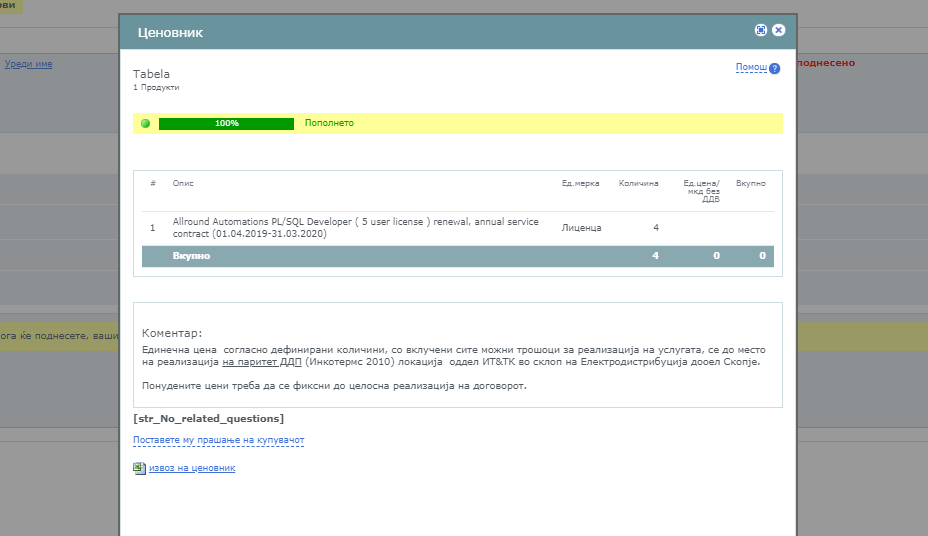 ови
Ценовник
Уреди име
поднесено
Помош
Tabela
1 Продукти
100%
Пополнето
# Опис Ед.мерка Количина Ед.цена/ Вкупно
мкд без
ДДВ
1 Allround Automations PL/SQL Developer ( 5 user license ) renewal, annual service Лиценца 4
contract (01.04.2019-31.03.2020)
Вкупно 4 0 0
ога ќе поднесете, ваши
Коментар:
Единечна цена согласно дефинирани количини, со вклучени сите можни трошоци за реализација на услугата, се до место
на реализација на паритет ДДП (Инкотермс 2010) локација оддел ИТ&ТК во склоп на Електродистрибуција дооел Скопје.
Понудените цени треба да се фиксни до целосна реализација на договорот.
[str_No_related_questions]
Поставете му прашање на купувачот
извоз на ценовник